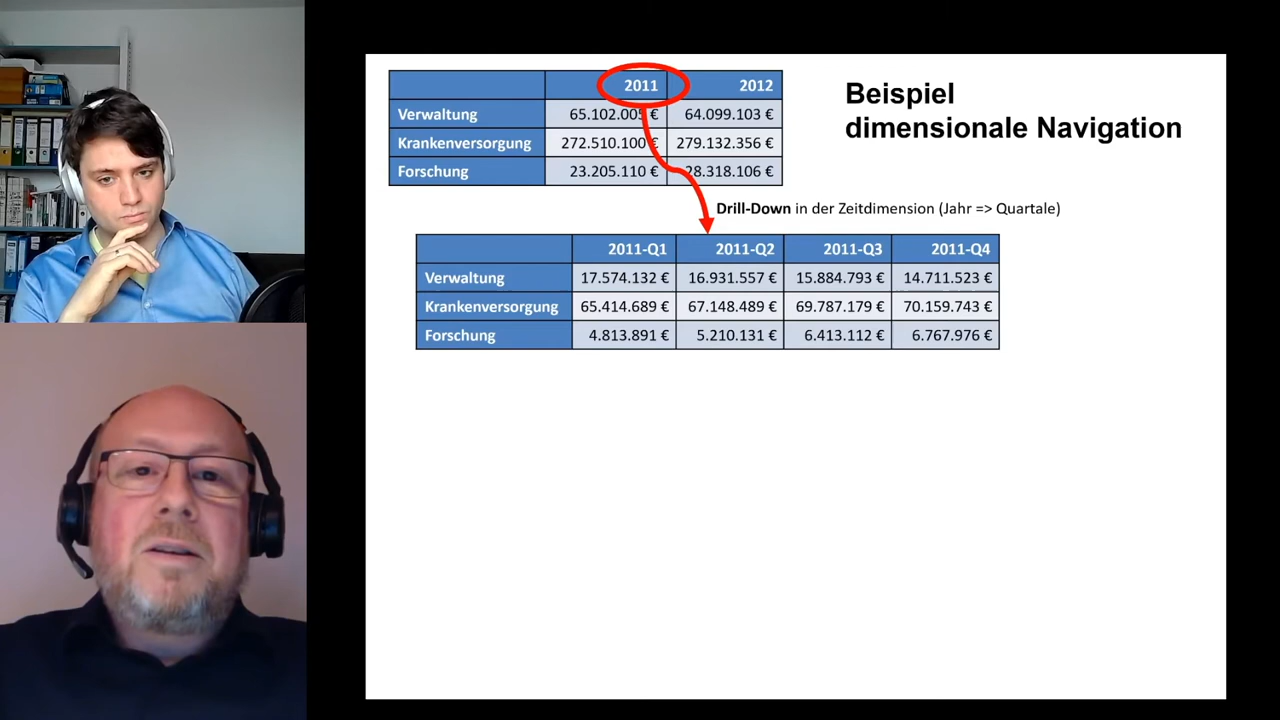 2011 2012
Verwaltung 65.102.005 € 64.099.103 €
Krankenversorgung 272.510.100 € 279.132.356 €
Forschung 23.205.110 € 28.318.106 €
Beispiel
dimensionale Navigation
Drill-Down in der Zeitdimension (Jahr => Quartale)
2011-Q1 2011-Q2 2011-Q3 2011-Q4
Verwaltung 17.574.132 € 16.931.557 € 15.884.793 € 14.711.523 €
Krankenversorgung 65.414.689 € 67.148.489 € 69.787.179 € 70.159.743 €
Forschung 4.813.891 € 5.210.131 € 6.413.112 € 6.767.976 €